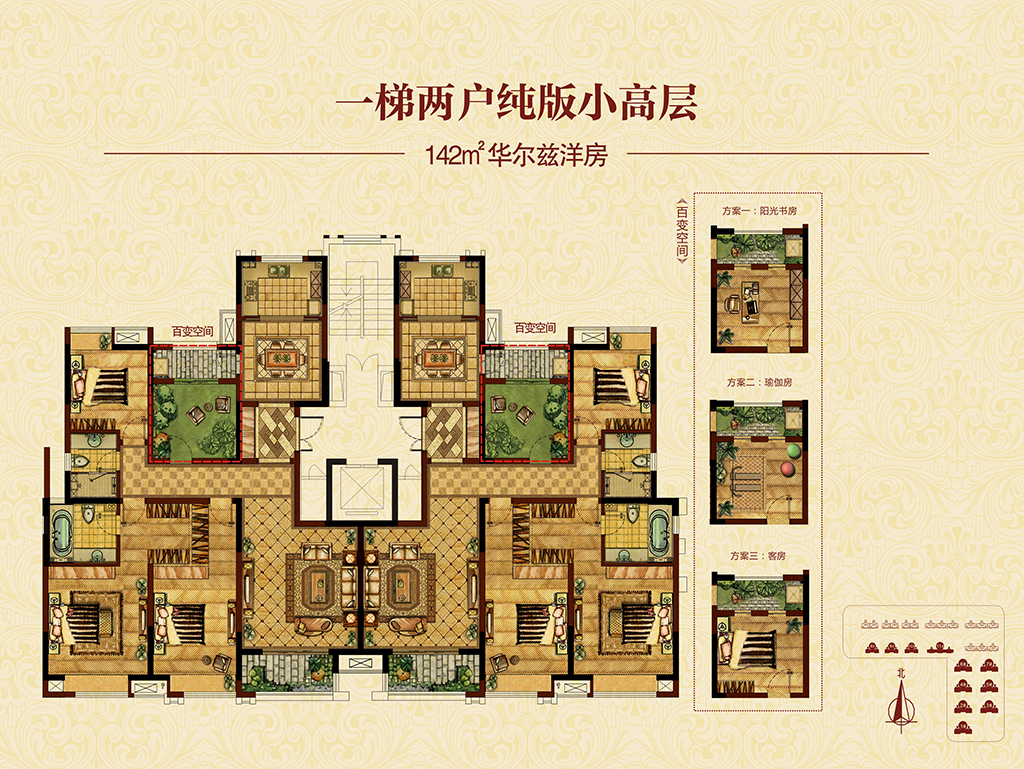 一梯两户纯版小高层
142㎡华尔兹洋房
百变空间
方案一：阳光书房
百变空间
百变空间
方案二：瑜伽房
方案三：客房
北